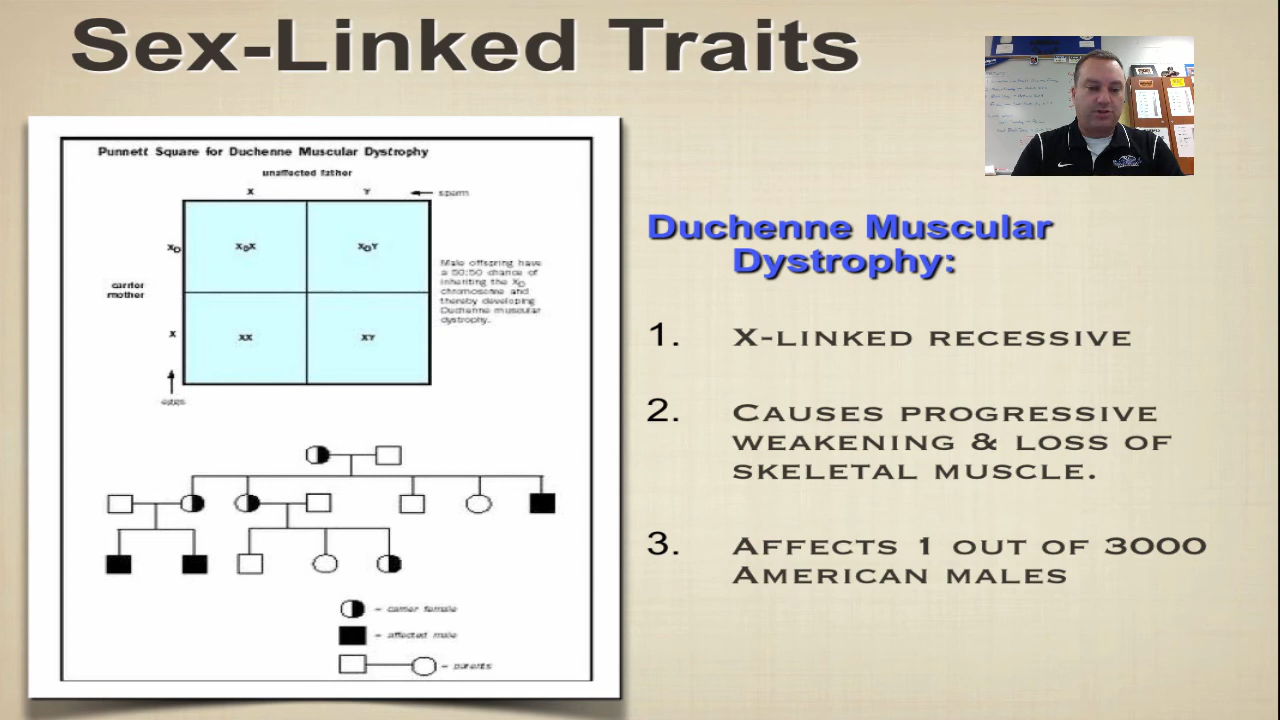 Sex-Linked Traits
Punnett Square for Duchenne Muscular Dystrophy
unaffected father
X Y
sperm
XD
XDX XDY
carrier
mother
Male offspring have
a 50:50 chance of
inheriting the XD
chromosome and
thereby developing
Duchenne muscular
dystrophy.
X
XX XY
eggs
= carrier female
= affected male
= parents
Duchenne Muscular
Dystrophy:
1. X-LINKED RECESSIVE
2. CAUSES PROGRESSIVE
WEAKENING & LOSS OF
SKELETAL MUSCLE.
3. AFFECTS 1 OUT OF 3000
AMERICAN MALES